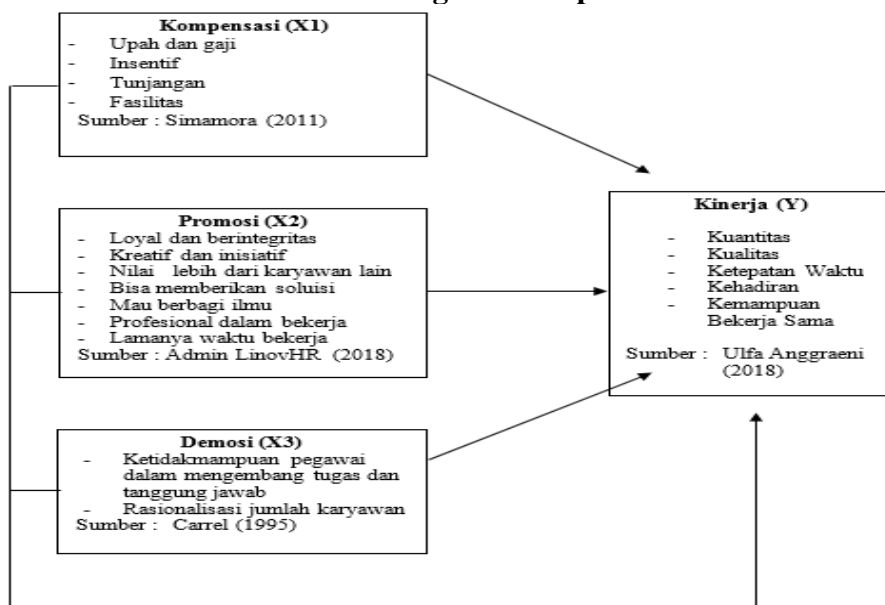 Kompensasi (X1)
- Upah dan gaji
- Insentif
- Tunjangan
- Fasilitas
Sumber : Simamora (2011)
Promosi (X2)
- Loyal dan berintegritas
- Kreatif dan inisiatif
- Nilai lebih dari karyawan lain
- Bisa memberikan soluisi
- Mau berbagi ilmu
- Profesional dalam bekerja
- Lamanya waktu bekerja
Sumber : Admin LinovHR (2018)
Demosi (X3)
- Ketidakmampuan pegawai
dalam mengembang tugas dan
tanggung jawab
- Rasionalisasi jumlah karyawan
Sumber : Carrel (1995)
Kinerja (Y)
- Kuantitas
- Kualitas
- Ketepatan Waktu
- Kehadiran
- Kemampuan
Bekerja Sama
Sumber : Ulfa Anggraeni
(2018)